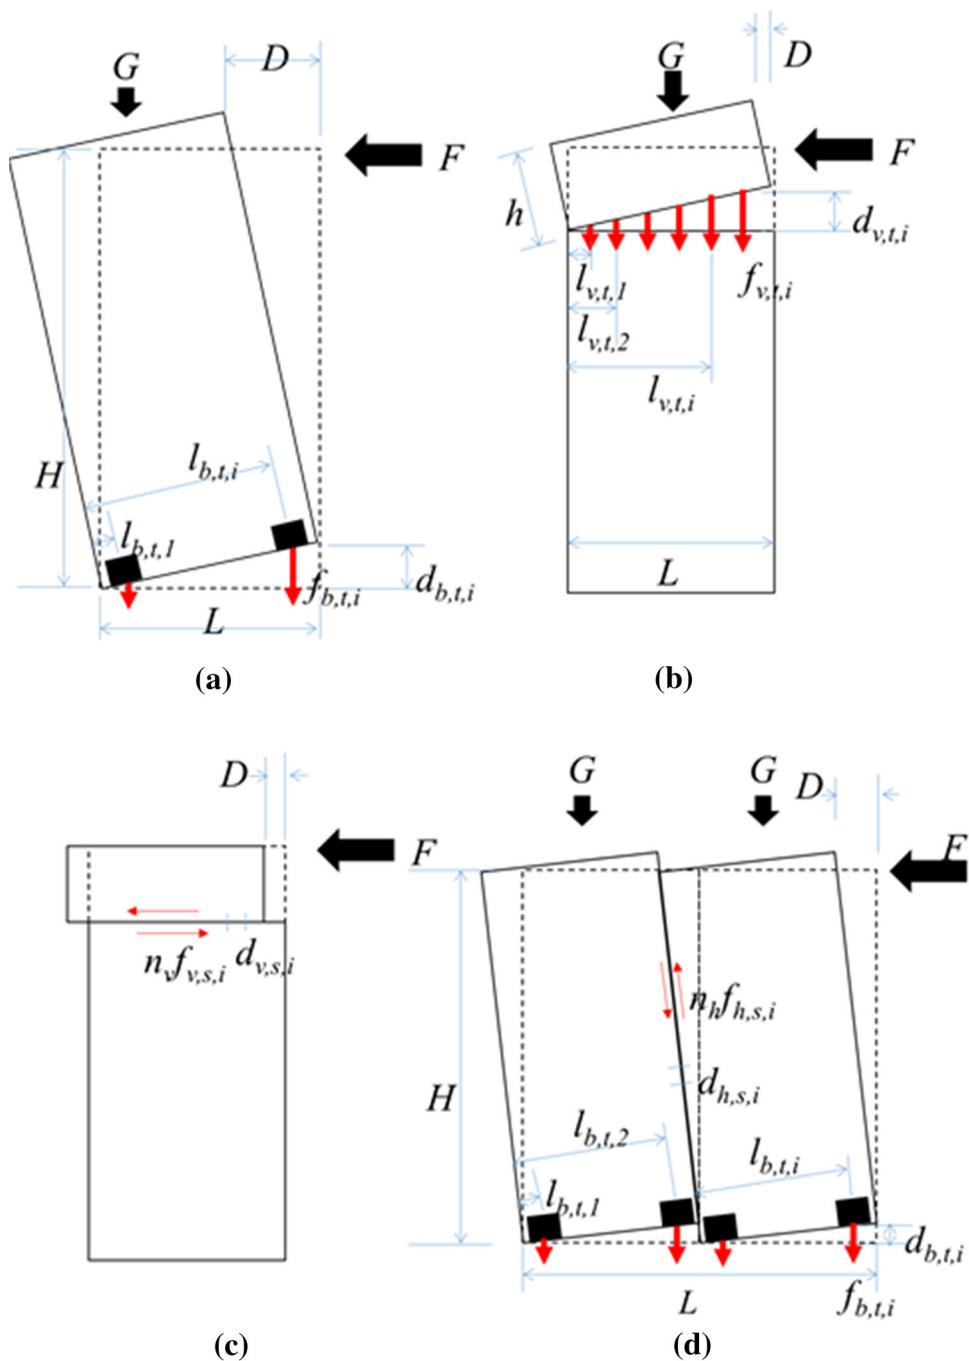 G
D
F
H
l_{b,t,i}
l_{b,t,1}
f_{b,t,i}
d_{b,t,i}
L
(a)
G
D
F
h
d_{v,t,i}
l_{v,t,1}
f_{v,t,i}
l_{v,t,2}
l_{v,t,i}
L
(b)
D
F
n_v f_{v,s,i}
d_{v,s,i}
(c)
G
G
D
F
n_h f_{h,s,i}
H
d_{h,s,i}
l_{b,t,2}
l_{b,t,i}
l_{b,t,1}
d_{b,t,i}
L
f_{b,t,i}
(d)